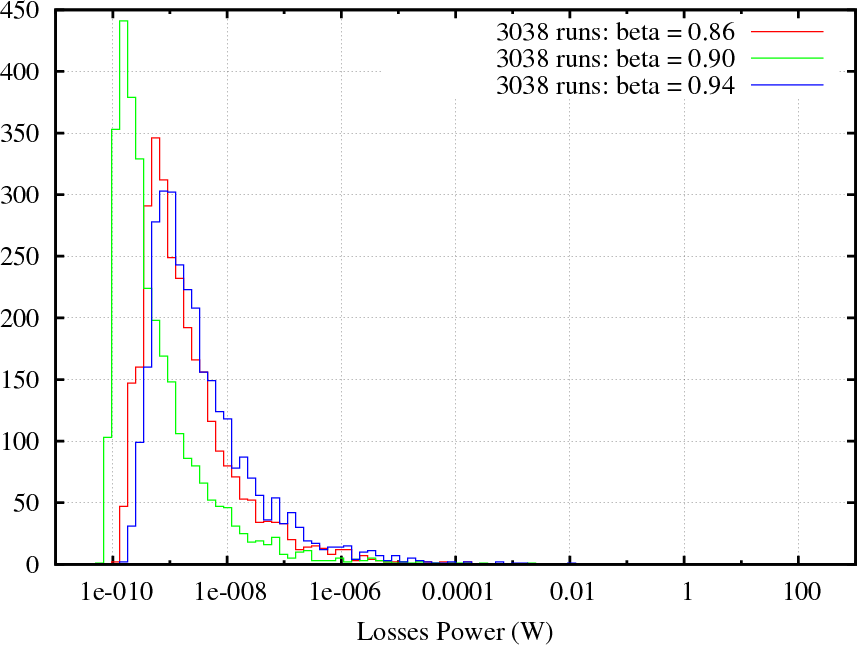 450
400
350
300
250
200
150
100
50
0
3038 runs: beta = 0.86
3038 runs: beta = 0.90
3038 runs: beta = 0.94
1e-010 1e-008 1e-006 0.0001 0.01 1 100
Losses Power (W)